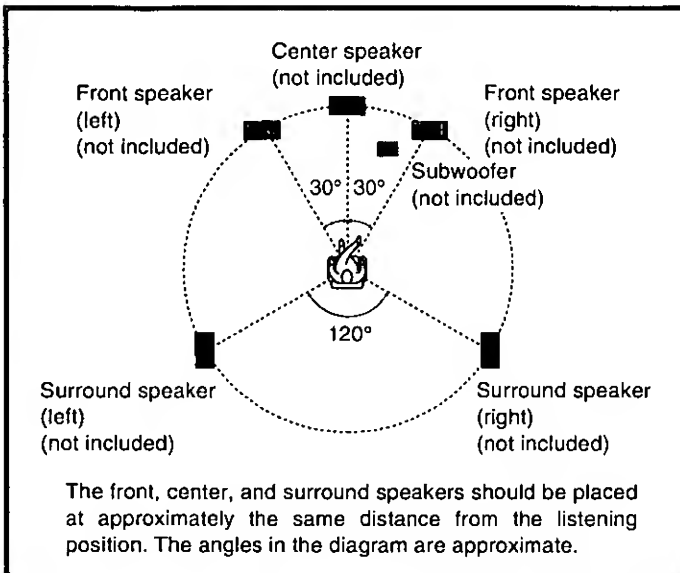 Center speaker
(not included)
Front speaker
(left)
(not included)
Front speaker
(right)
(not included)
Subwoofer
(not included)
30°
30°
120°
Surround speaker
(left)
(not included)
Surround speaker
(right)
(not included)
The front, center, and surround speakers should be placed
at approximately the same distance from the listening
position. The angles in the diagram are approximate.